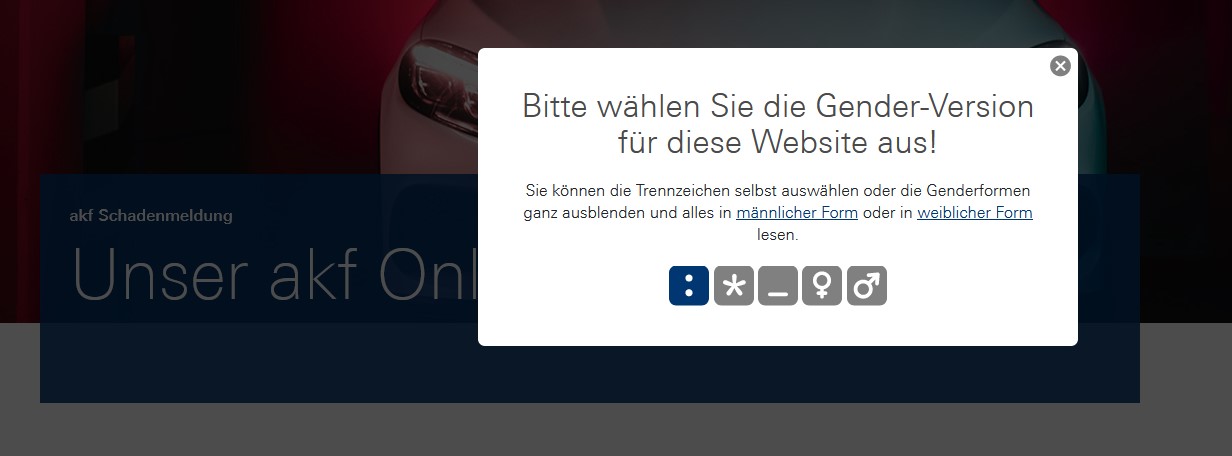 Bitte wählen Sie die Gender-Version
für diese Website aus!
Sie können die Trennzeichen selbst auswählen oder die Genderformen
ganz ausblenden und alles in männlicher Form oder in weiblicher Form
lesen.
: * _ ♀ ♂
akf Schadenmeldung
Unser akf Onl